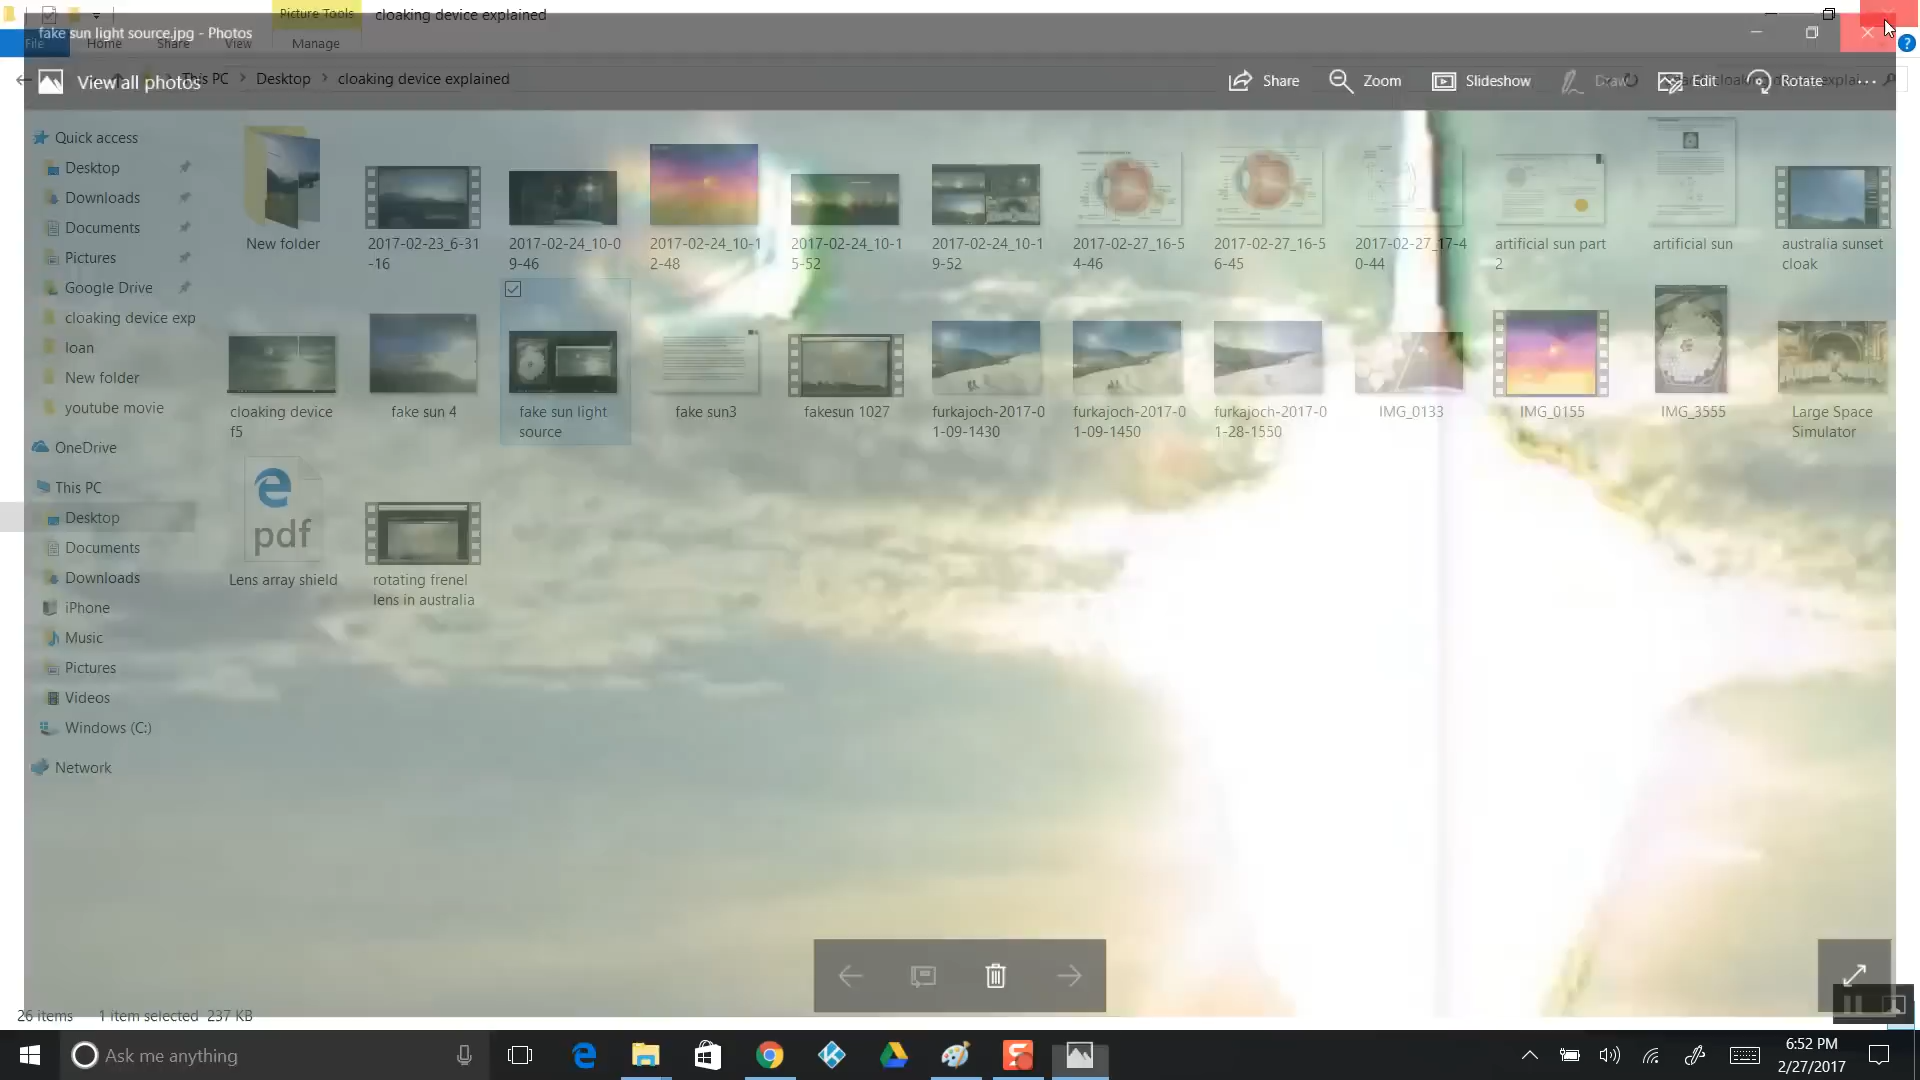 Picture Tools
cloaking device explained
fake sun light source.jpg - Photos
File
Home
Share
View
Manage
View all photos
This PC > Desktop > cloaking device explained
Share
Zoom
Slideshow
Draw
Edit
Rotate
Quick access
Desktop
Downloads
Documents
Pictures
Google Drive
cloaking device exp
loan
New folder
youtube movie
OneDrive
This PC
Desktop
Documents
Downloads
iPhone
Music
Pictures
Videos
Windows (C:)
Network
New folder
2017-02-23_6-31
-16
2017-02-24_10-0
9-46
2017-02-24_10-1
2-48
2017-02-24_10-1
5-52
2017-02-24_10-1
9-52
2017-02-27_16-5
4-46
2017-02-27_16-5
6-45
2017-02-27_17-4
0-44
artificial sun part
2
artificial sun
australia sunset
cloak
cloaking device
f5
fake sun 4
fake sun light
source
fake sun3
fakesun 1027
furkajoch-2017-0
1-09-1430
furkajoch-2017-0
1-09-1450
furkajoch-2017-0
1-28-1550
IMG_0133
IMG_0155
IMG_3555
Large Space
Simulator
pdf
Lens array shield
rotating frenel
lens in australia
26 items
1 item selected 237 KB
Ask me anything
6:52 PM
2/27/2017